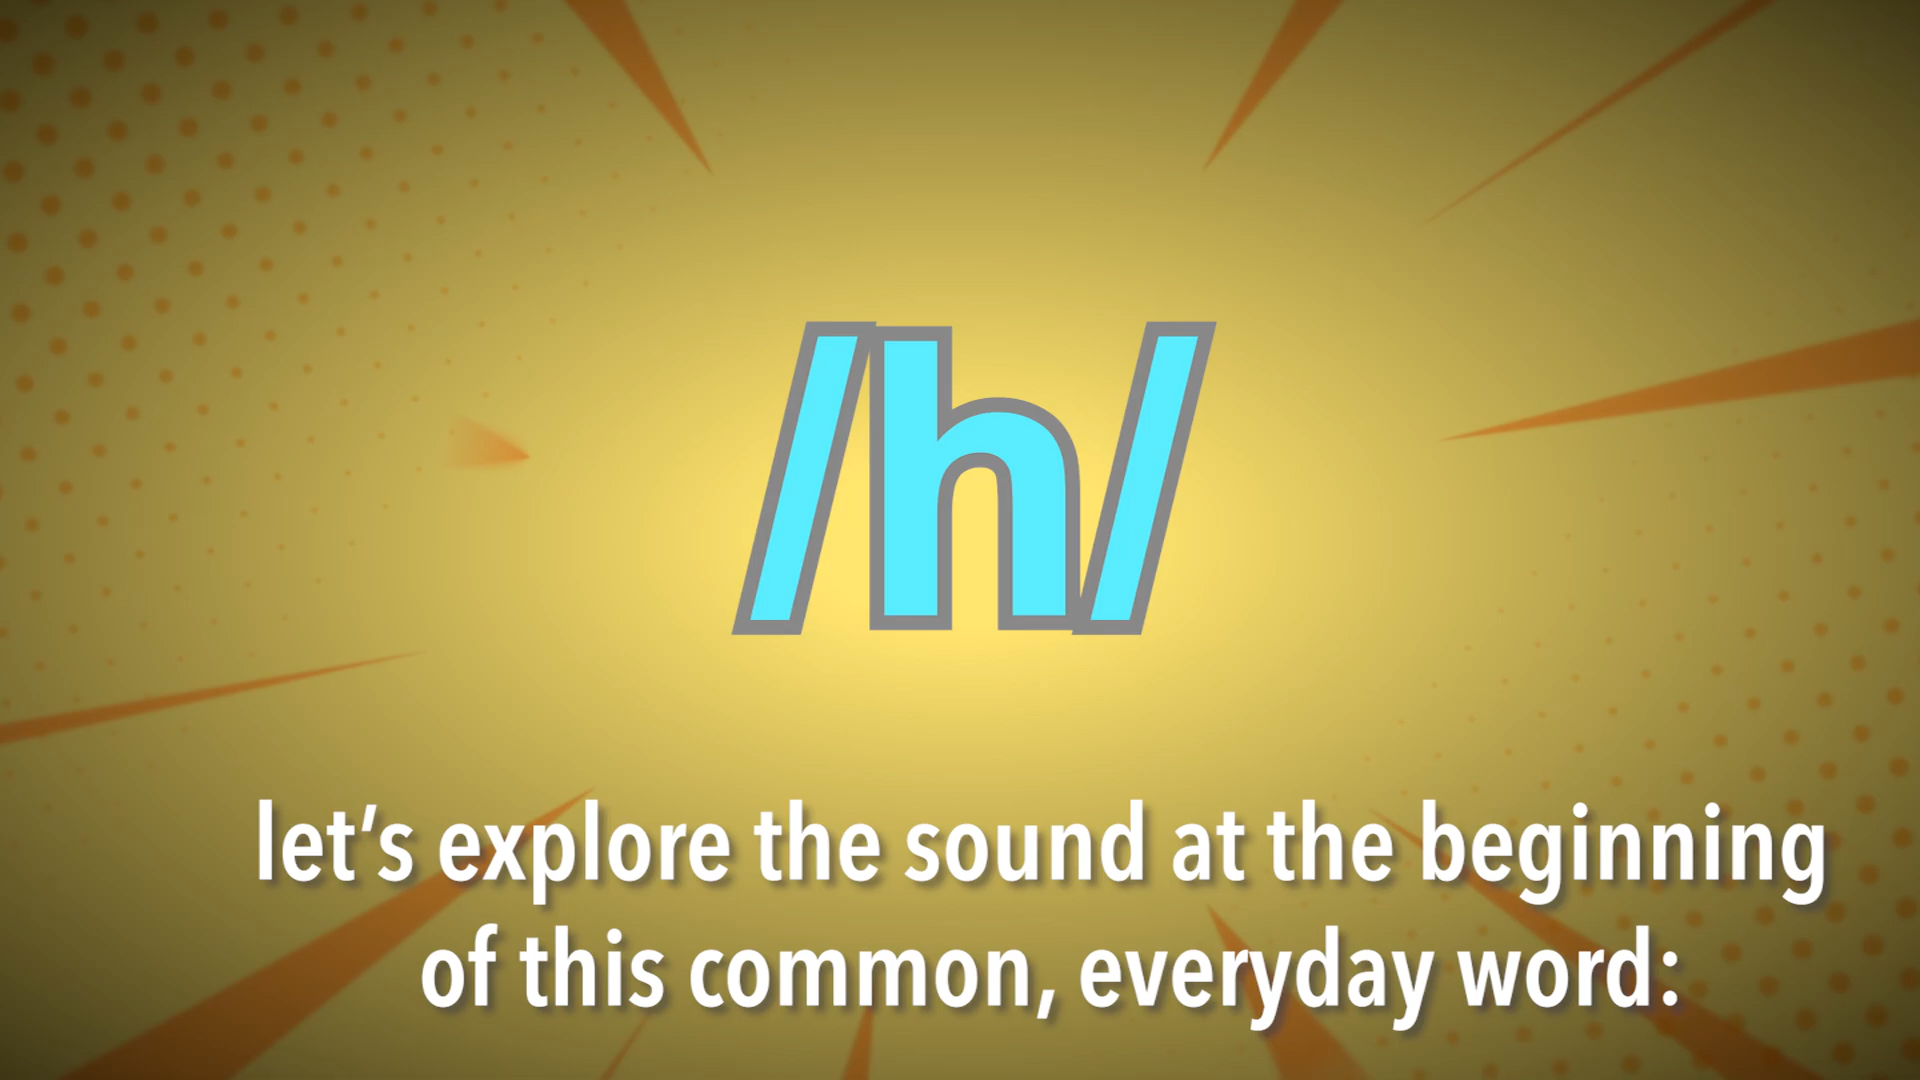 /h/
let’s explore the sound at the beginning
of this common, everyday word: